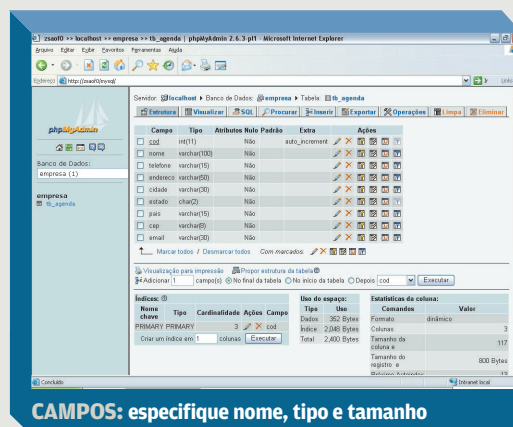 zsaof0 >> localhost >> empresa >> tb_agenda | phpMyAdmin 2.6.3-pl1 - Microsoft Internet Explorer
Arquivo Editar Exibir Favoritos Ferramentas Ajuda
Endereço http://zsaof0/mysql/ Ir Links
phpMyAdmin
Banco de Dados:
empresa (1)
empresa
tb_agenda
Servidor: localhost Banco de Dados: empresa Tabela: tb_agenda
Estrutura Visualizar SQL Procurar Inserir Exportar Operações Limpa Eliminar
Campo Tipo Atributos Nulo Padrão Extra Ações
cod int(11) Não auto_increment
nome varchar(100) Não
telefone varchar(15) Não
endereco varchar(50) Não
cidade varchar(30) Não
estado char(2) Não
pais varchar(15) Não
cep varchar(8) Não
email varchar(30) Não
Marcar todos / Desmarcar todos Com marcados:
Visualização para impressão Propor estrutura da tabela
Adicionar 1 campo(s) No final da tabela No início da tabela Depois cod Executar
Índices:
Nome chave Tipo Cardinalidade Ações Campo
PRIMARY PRIMARY 3 cod
Criar um índice em 1 colunas Executar
Uso do espaço:
Tipo Uso
Dados 352 Bytes
Índice 2,048 Bytes
Total 2,400 Bytes
Estatísticas da coluna:
Comandos Valor
Formato dinâmico
Colunas 3
Tamanho da coluna ø 117
Tamanho do registro ø 800 Bytes
Próximo Autoindex 13
Concluído Intranet local
CAMPOS: especifique nome, tipo e tamanho